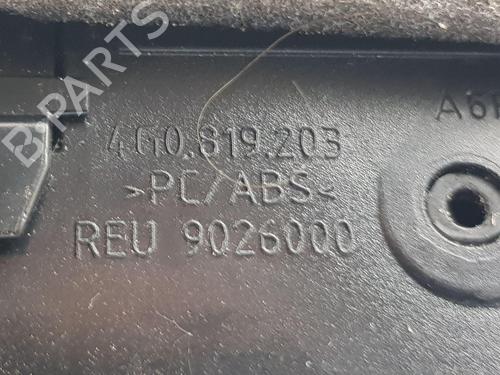 B-PARTS
4G0.819.203
>PC/ABS<
REU 9026000